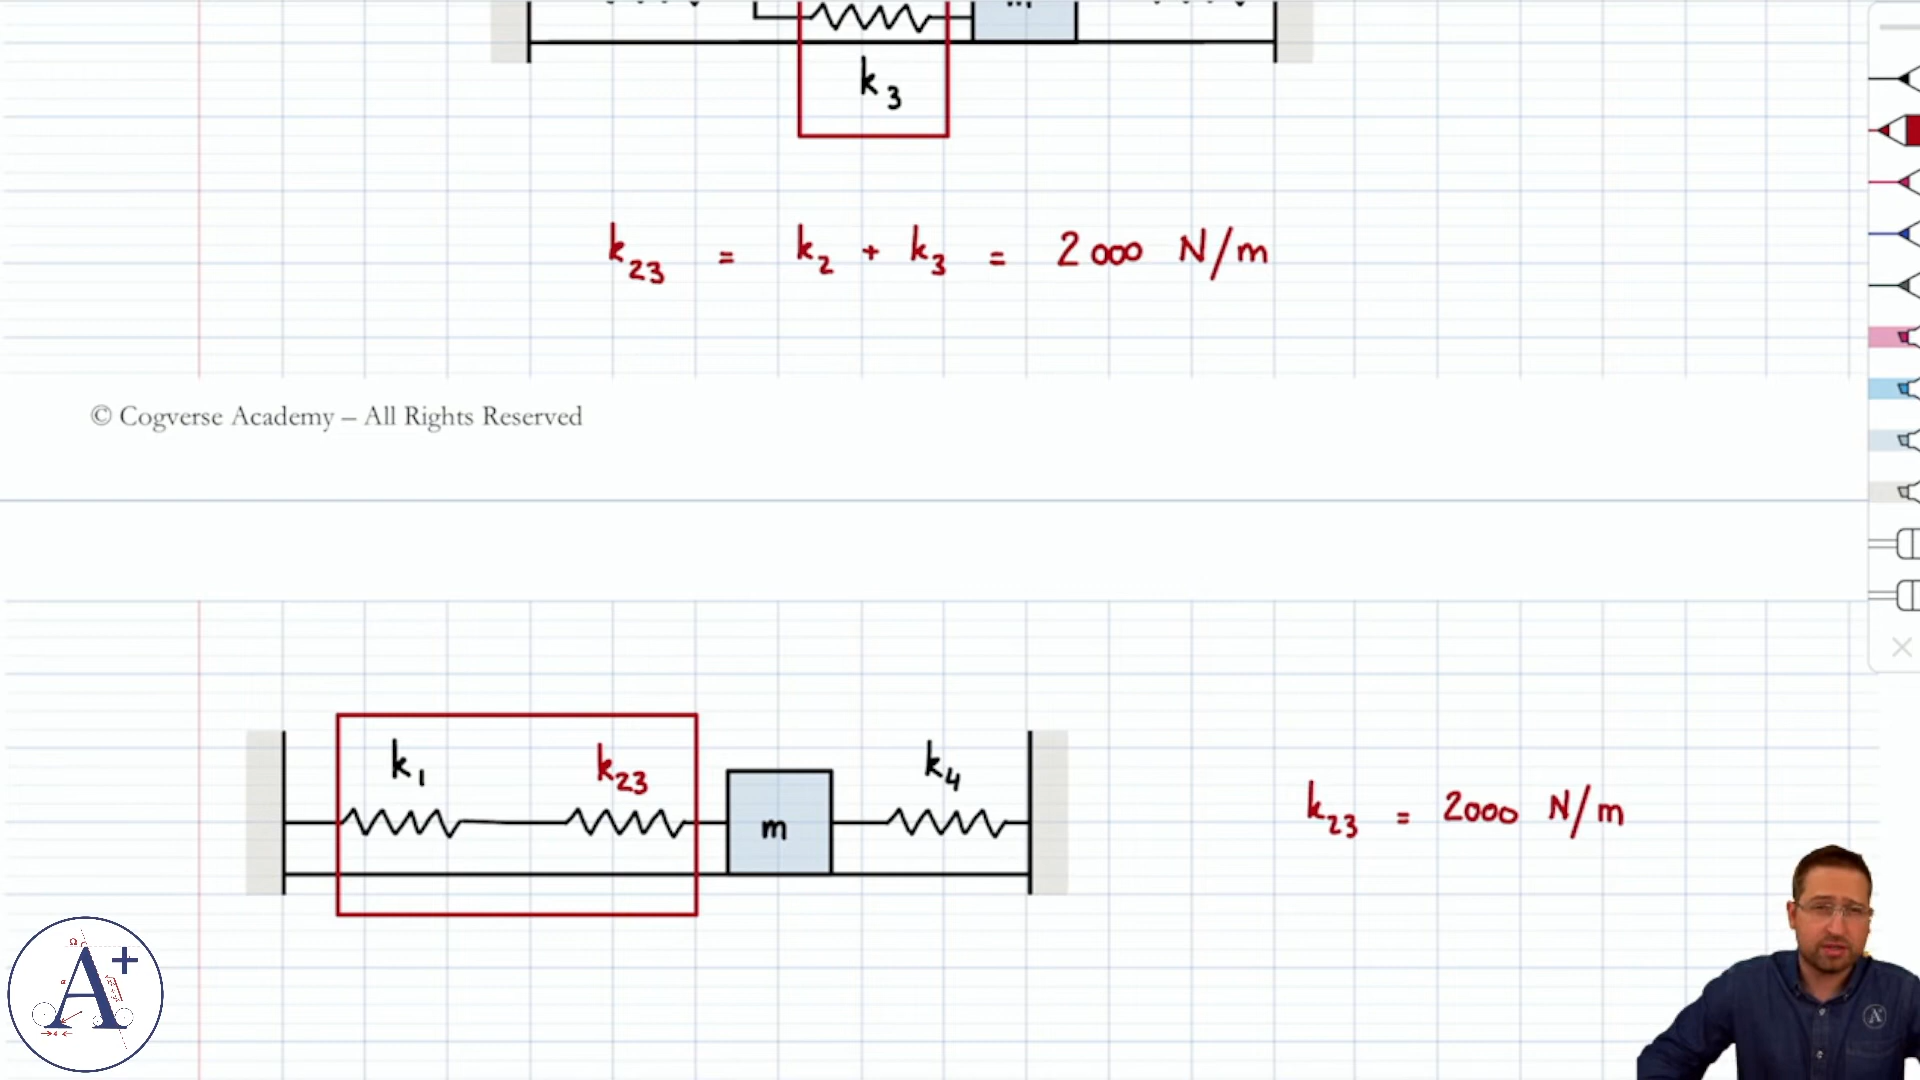 m
k3
k23 = k2 + k3 = 2000 N/m
© Cogverse Academy – All Rights Reserved
k1 k23 k4
m
k23 = 2000 N/m
A+